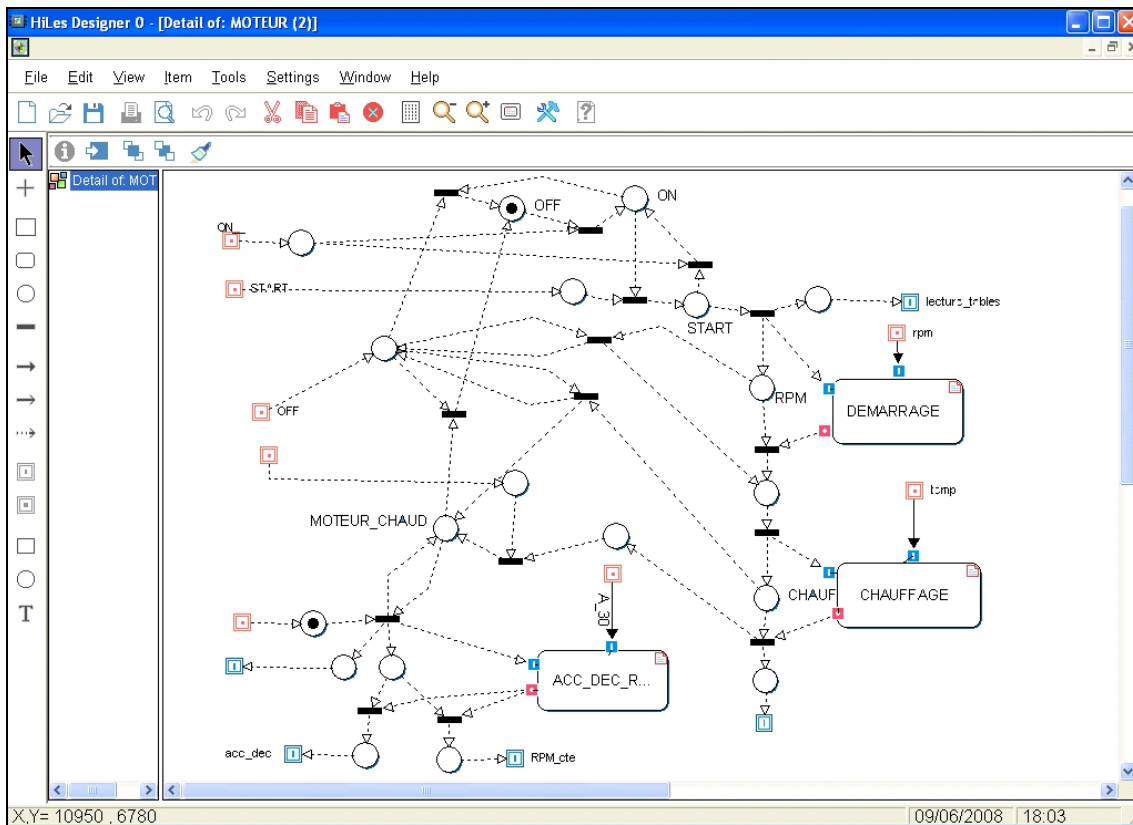 HiLes Designer 0 - [Detail of: MOTEUR (2)]
File Edit View Item Tools Settings Window Help
Detail of: MOT
ON
OFF
ON_
START
START
lecture_tables
rpm
RPM
DEMARRAGE
OFF
tcmp
MOTEUR_CHAUD
CHAUF
CHAUFFAGE
A_30
ACC_DEC_R...
acc_dec
RPM_cte
T
X,Y= 10950 , 6780
09/06/2008
18:03